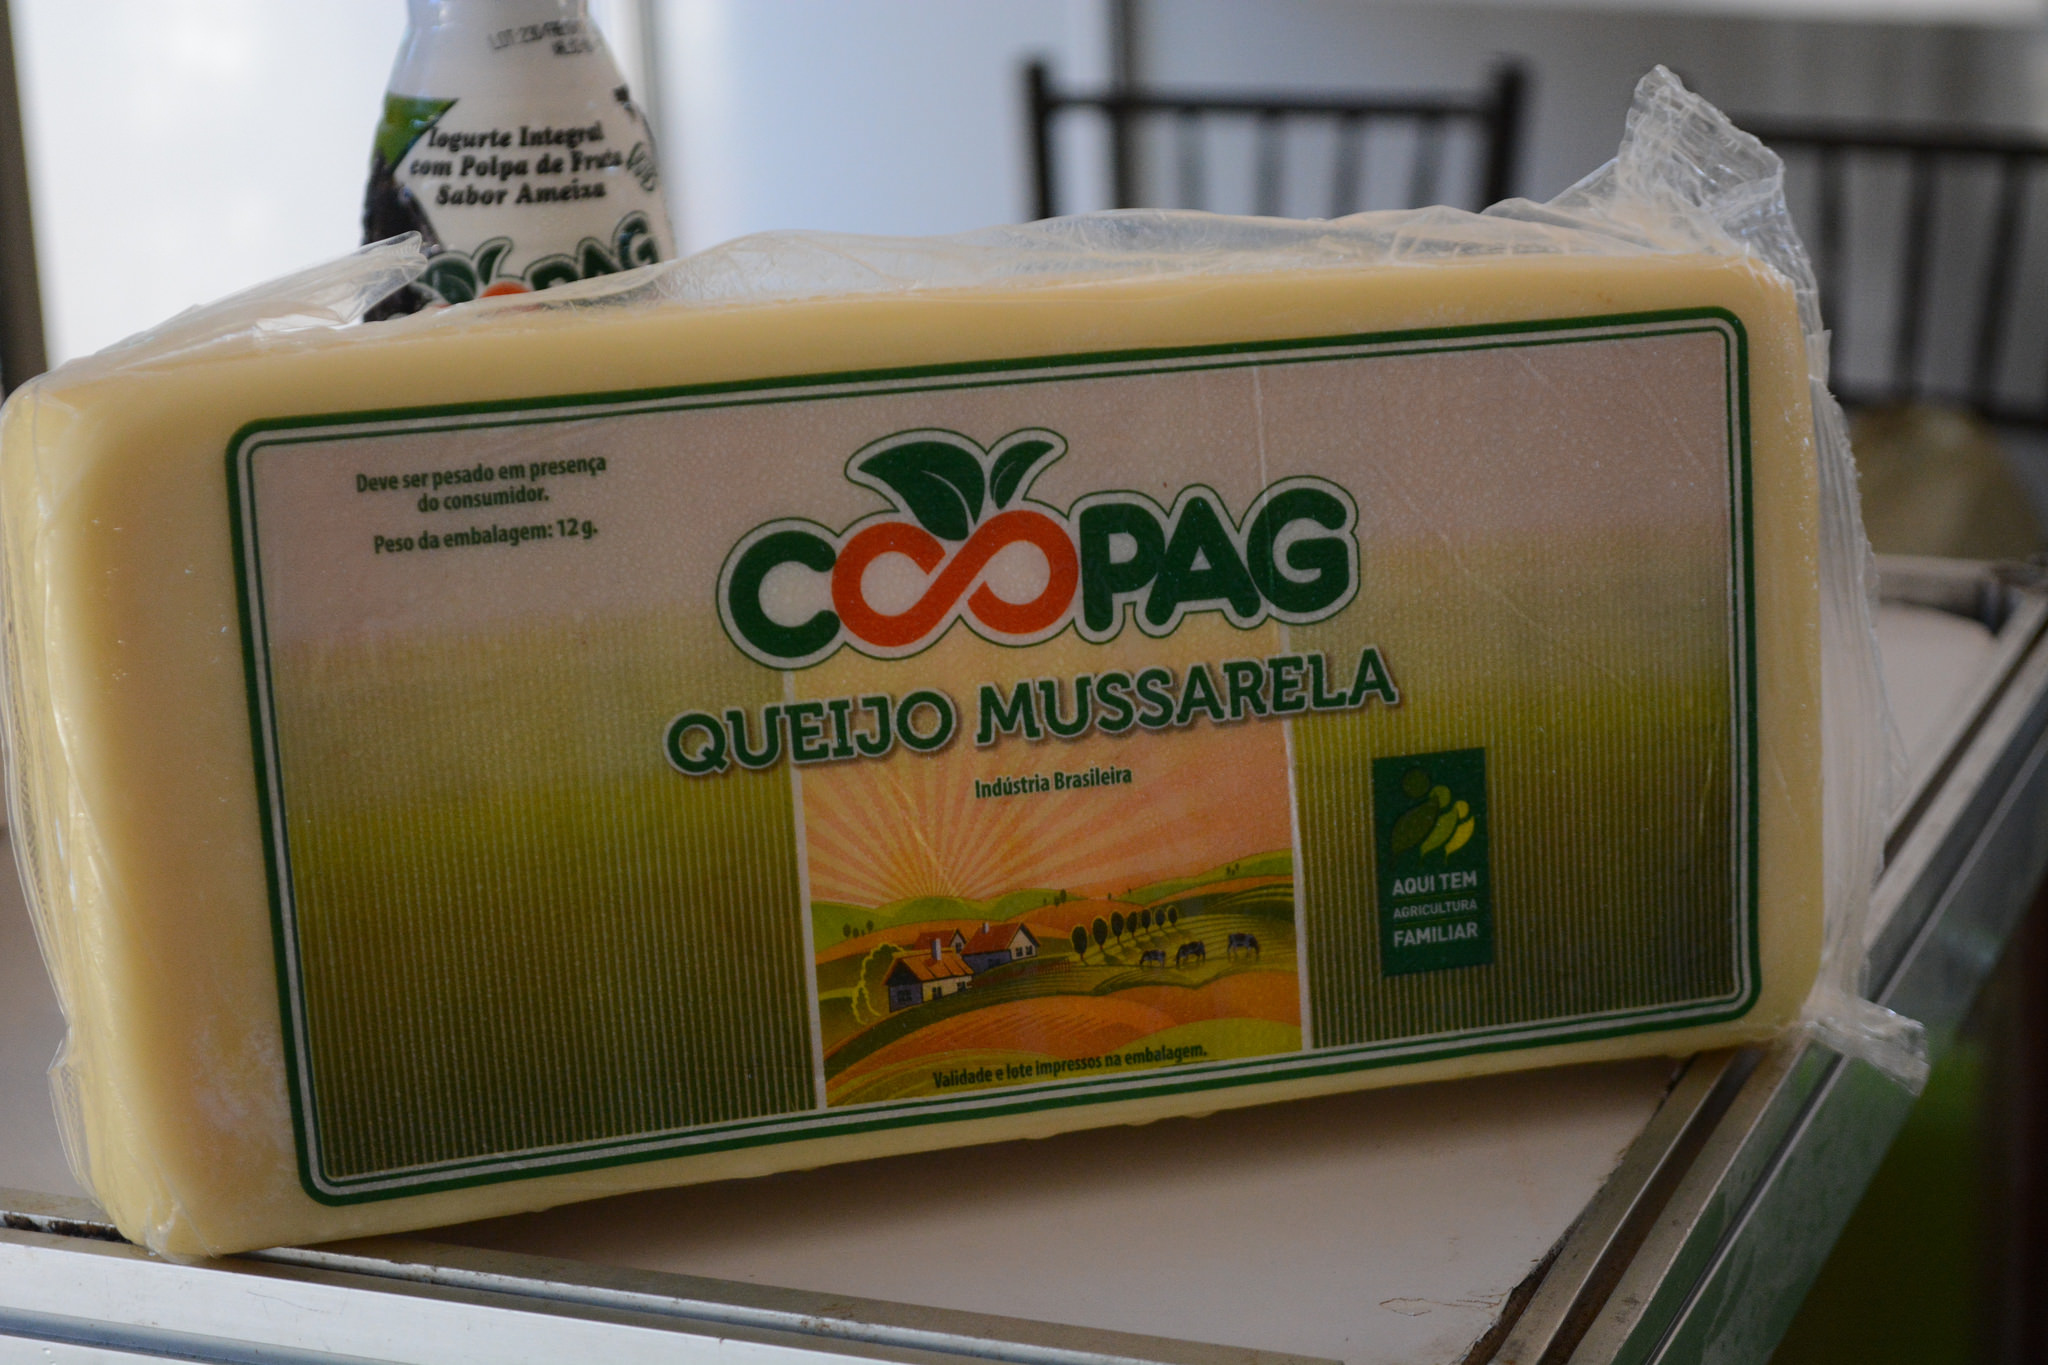 Iogurte Integral
com Polpa de Fruta
Sabor Ameixa
Deve ser pesado em presença
do consumidor.
Peso da embalagem: 12 g.
COOPAG
QUEIJO MUSSARELA
Indústria Brasileira
AQUI TEM
AGRICULTURA
FAMILIAR
Validade e lote impressos na embalagem.